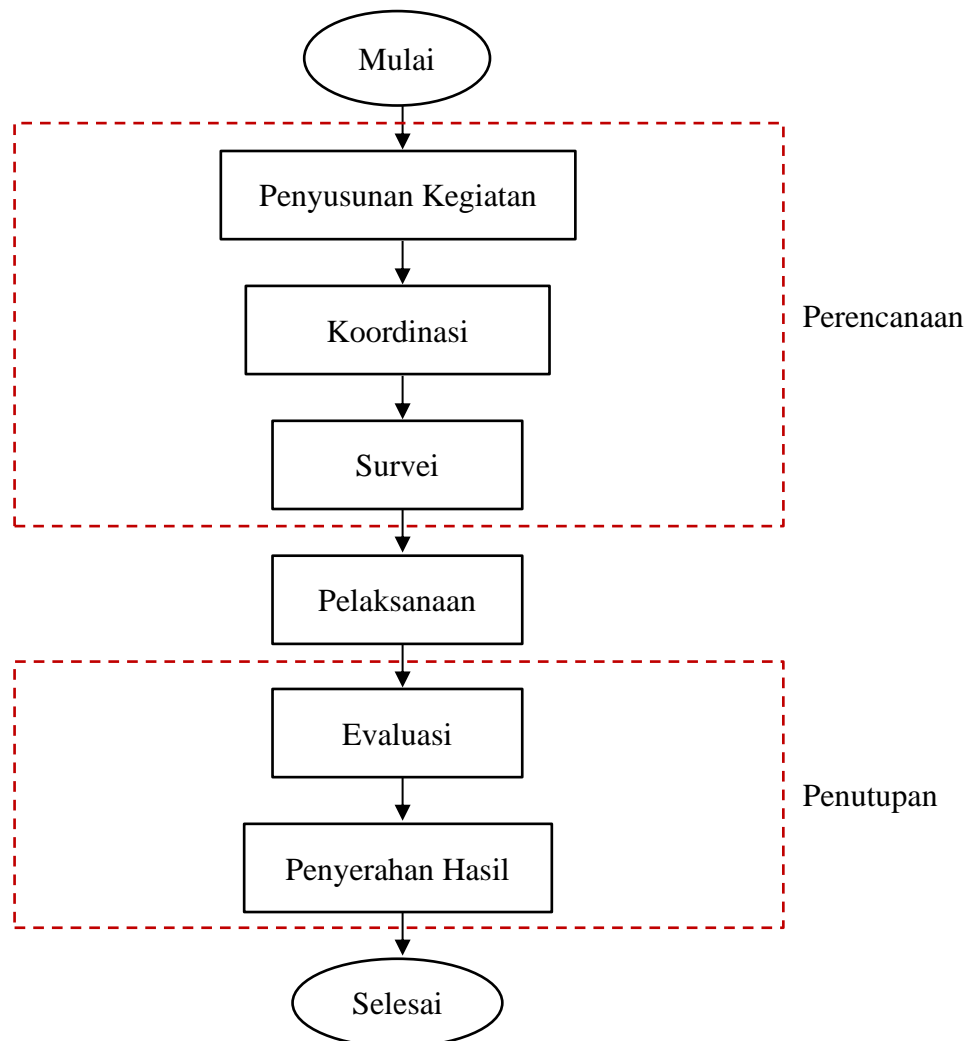 Mulai
Penyusunan Kegiatan
Koordinasi
Perencanaan
Survei
Pelaksanaan
Evaluasi
Penutupan
Penyerahan Hasil
Selesai